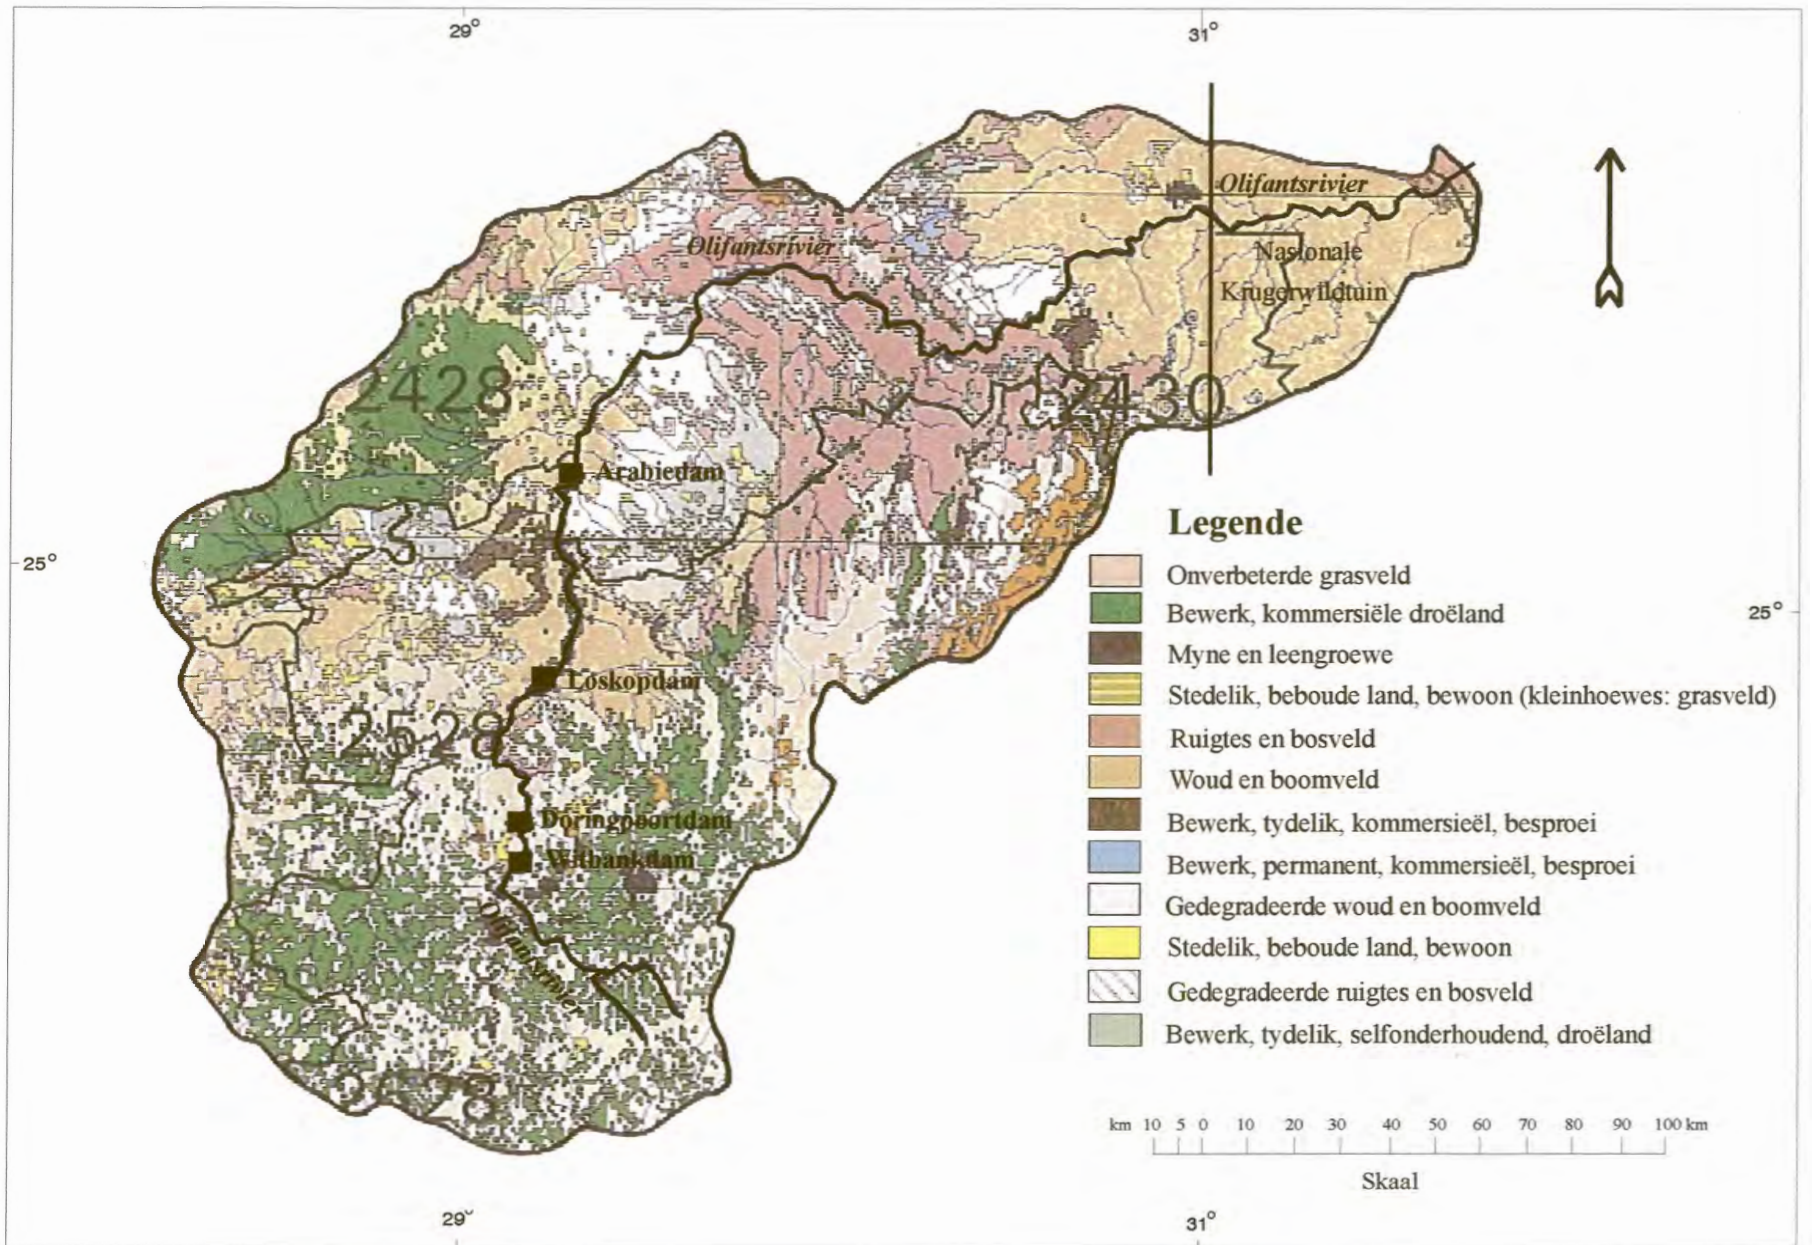 29°
31°
Olifantsrivier
Olifantsrivier
Nasionale
Krugerwildtuin
2428
2430
Arabiedam
25°
Legende
Onverbeterde grasveld
Bewerk, kommersiële droëland
25°
Myne en leengroewe
Stedelik, beboude land, bewoon (kleinhoewes: grasveld)
Loskopdam
2528
Ruigtes en bosveld
Woud en boomveld
Doringpoortdam
Bewerk, tydelik, kommersieël, besproei
Witbankdam
Bewerk, permanent, kommersieël, besproei
Gedegradeerde woud en boomveld
Olifantsrivier
Stedelik, beboude land, bewoon
Gedegradeerde ruigtes en bosveld
Bewerk, tydelik, selfonderhoudend, droëland
km 10 5 0 10 20 30 40 50 60 70 80 90 100 km
Skaal
29°
31°